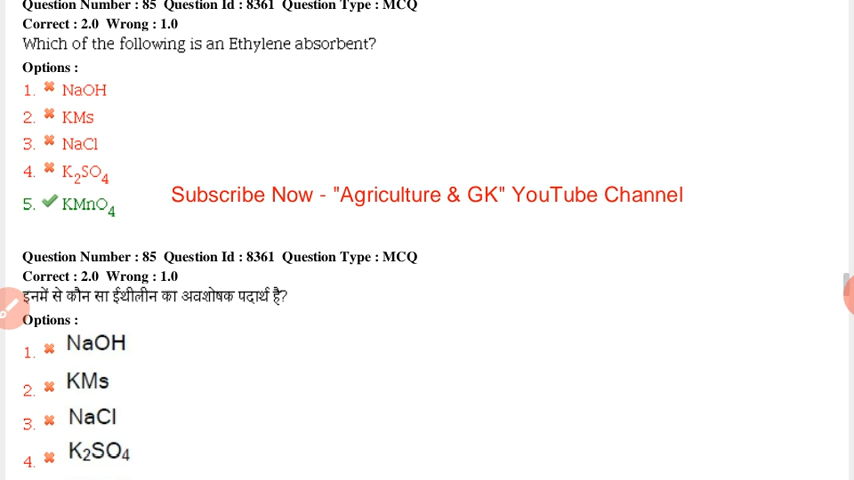 Question Number : 85 Question Id : 8361 Question Type : MCQ
Correct : 2.0 Wrong : 1.0
Which of the following is an Ethylene absorbent?
Options :
1. NaOH
2. KMs
3. NaCl
4. K₂SO₄
Subscribe Now - "Agriculture & GK" YouTube Channel
5. KMnO₄
Question Number : 85 Question Id : 8361 Question Type : MCQ
Correct : 2.0 Wrong : 1.0
इनमें से कौन सा ईथीलीन का अवशोषक पदार्थ है?
Options :
1. NaOH
2. KMs
3. NaCl
4. K₂SO₄